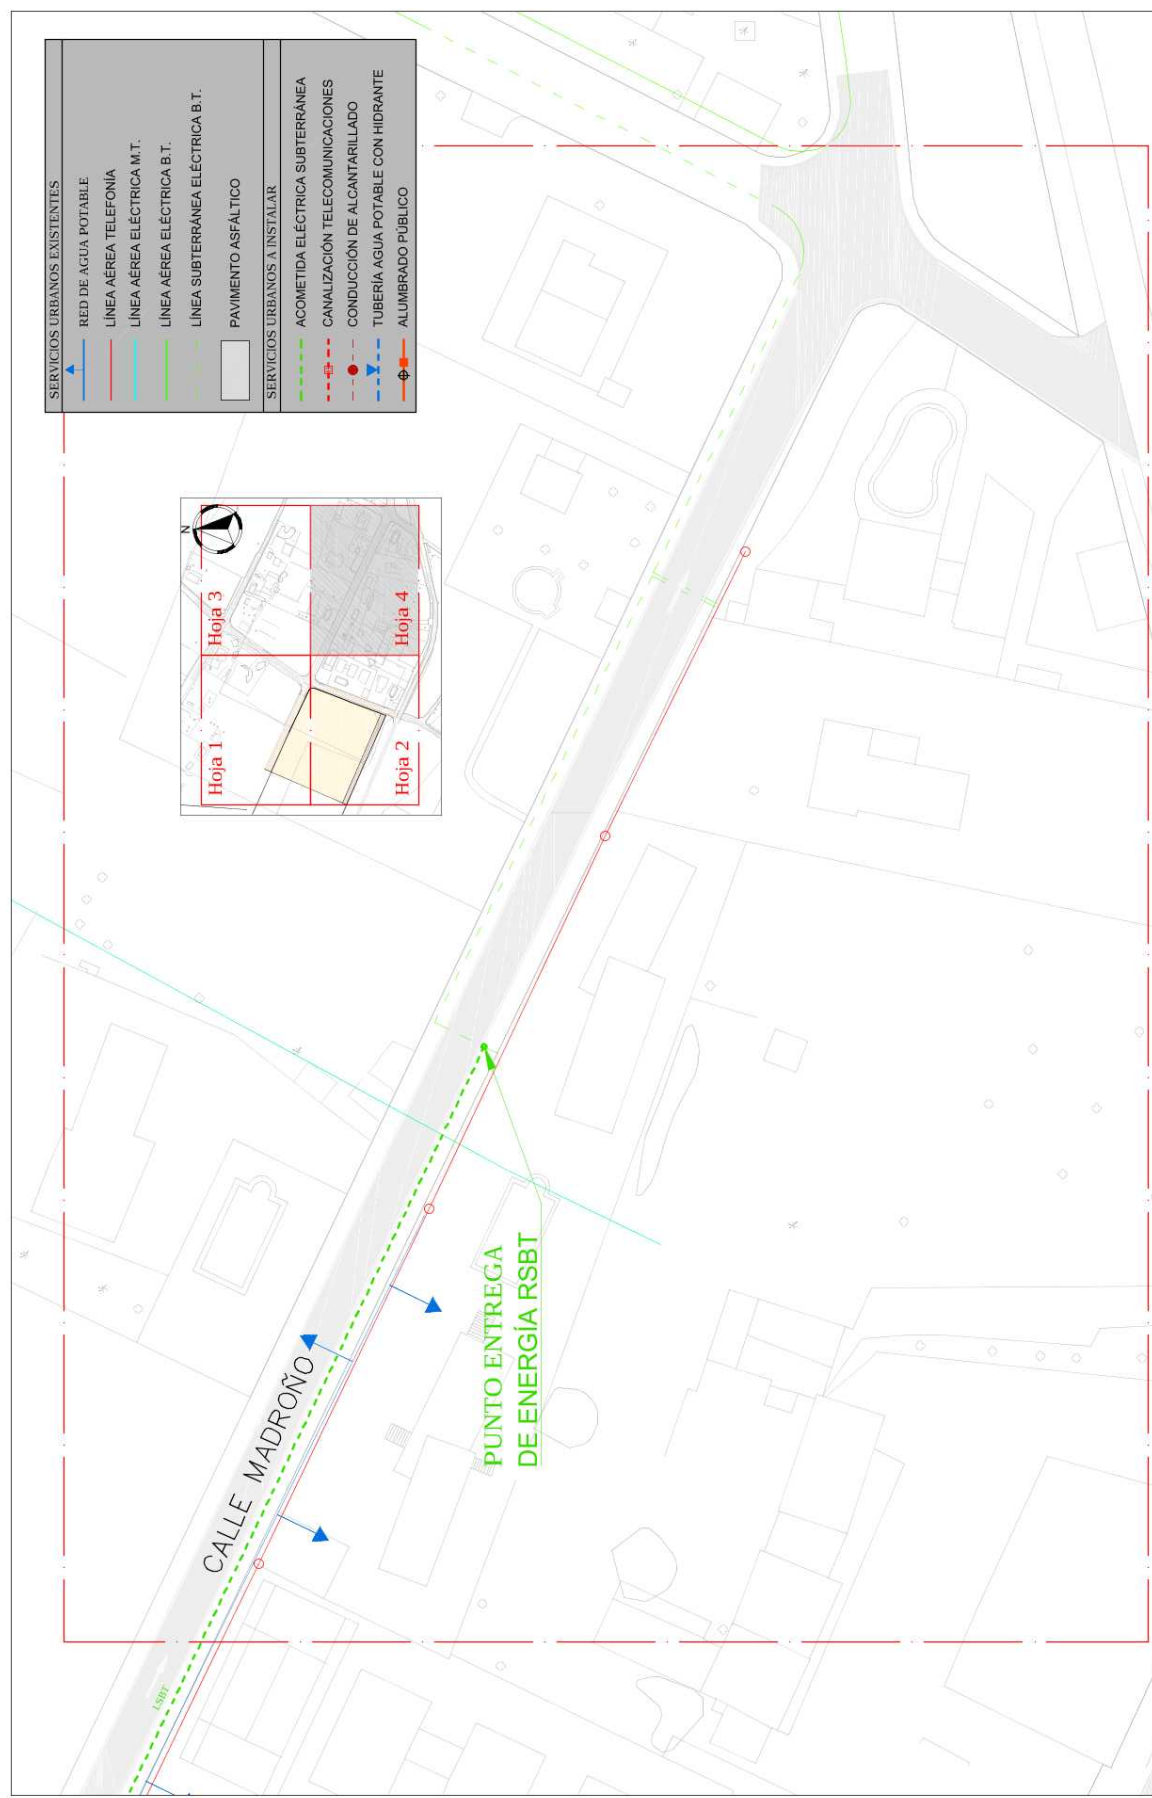 SERVICIOS URBANOS EXISTENTES
RED DE AGUA POTABLE
LÍNEA AÉREA TELEFONÍA
LÍNEA AÉREA ELÉCTRICA M.T.
LÍNEA AÉREA ELÉCTRICA B.T.
LÍNEA SUBTERRÁNEA ELÉCTRICA B.T.
PAVIMENTO ASFÁLTICO
SERVICIOS URBANOS A INSTALAR
ACOMETIDA ELÉCTRICA SUBTERRÁNEA
CANALIZACIÓN TELECOMUNICACIONES
CONDUCCIÓN DE ALCANTARILLADO
TUBERÍA AGUA POTABLE CON HIDRANTE
ALUMBRADO PÚBLICO
N
Hoja 1
Hoja 3
Hoja 2
Hoja 4
CALLE MADROÑO
PUNTO ENTREGA
DE ENERGÍA RSBT
LSBT